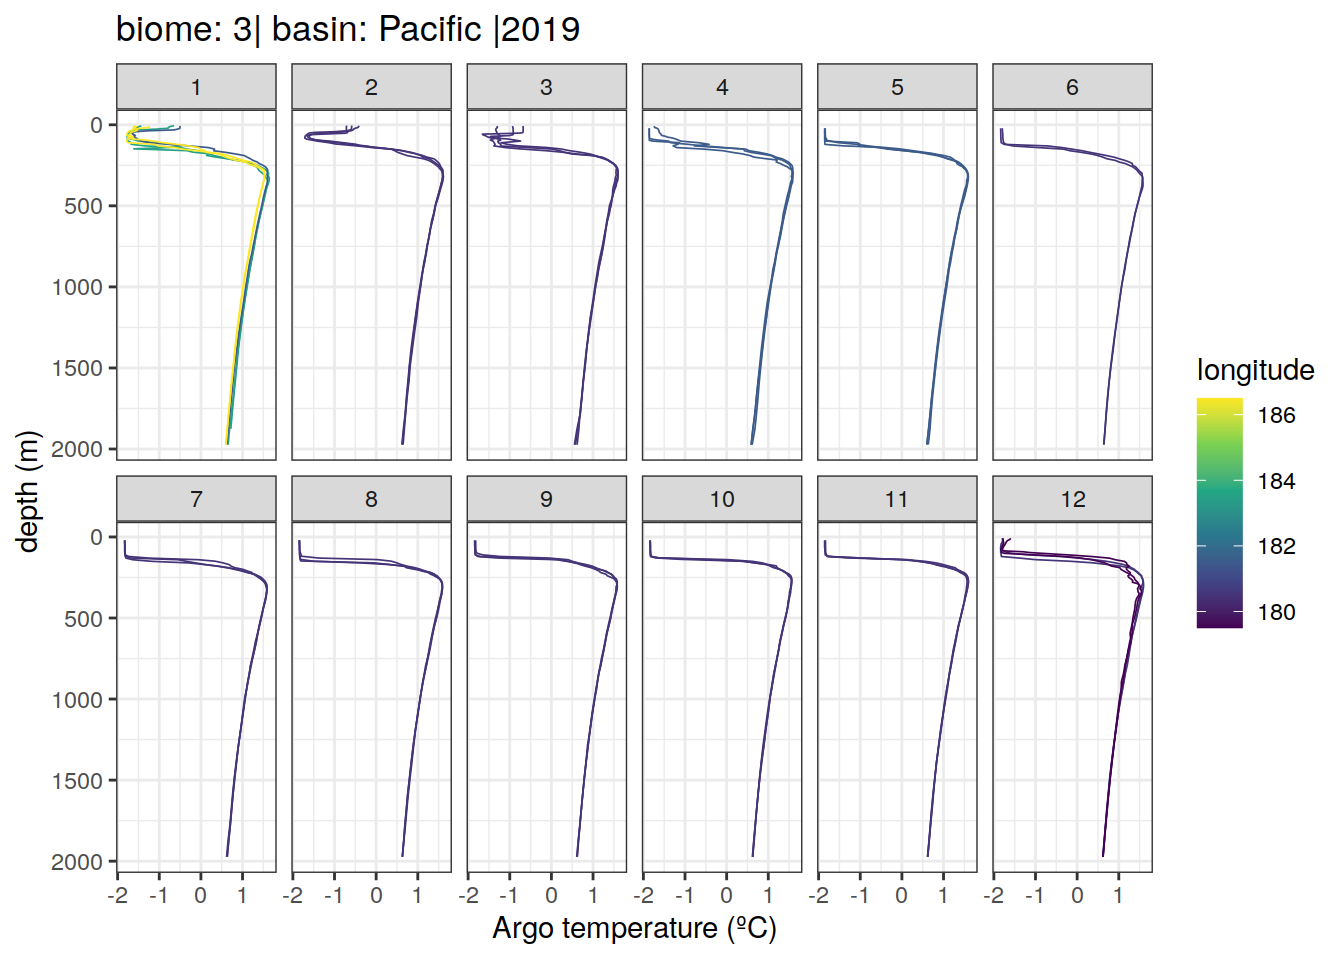 biome: 3| basin: Pacific |2019
1 2 3 4 5 6
0
500
1000
1500
2000
7 8 9 10 11 12
0
500
1000
1500
2000
-2 -1 0 1 -2 -1 0 1 -2 -1 0 1 -2 -1 0 1 -2 -1 0 1 -2 -1 0 1
Argo temperature (ºC)
depth (m)
longitude
186
184
182
180